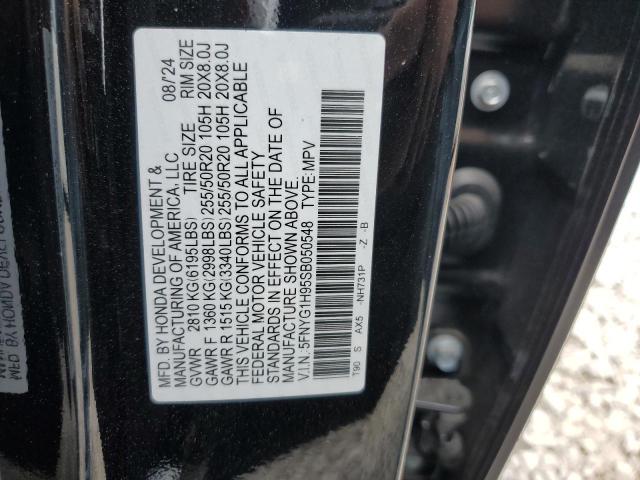 MFD. BY HONDA DEVELOPMENT & 08/24
MANUFACTURING OF AMERICA, LLC
GVWR 2810 KG(6195LBS) TIRE SIZE RIM SIZE
GAWR F 1360 KG(2998LBS) 255/50R20 105H 20X8.0J
GAWR R 1515 KG(3340LBS) 255/50R20 105H 20X8.0J
THIS VEHICLE CONFORMS TO ALL APPLICABLE
FEDERAL MOTOR VEHICLE SAFETY
STANDARDS IN EFFECT ON THE DATE OF
MANUFACTURE SHOWN ABOVE.
V.I.N.:5FNYG1H95SB050548 TYPE:MPV
T90 S AX5 -NH731P -Z -B